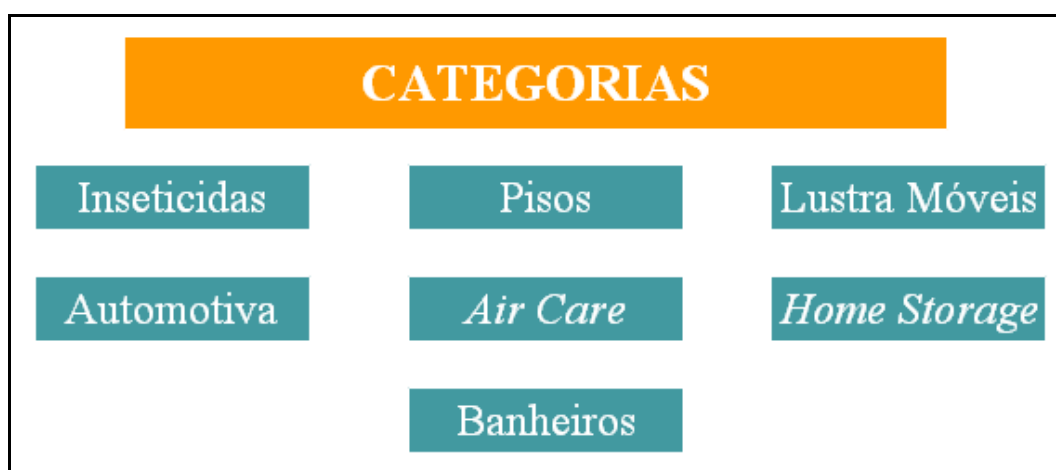 CATEGORIAS
Inseticidas
Pisos
Lustra Móveis
Automotiva
Air Care
Home Storage
Banheiros